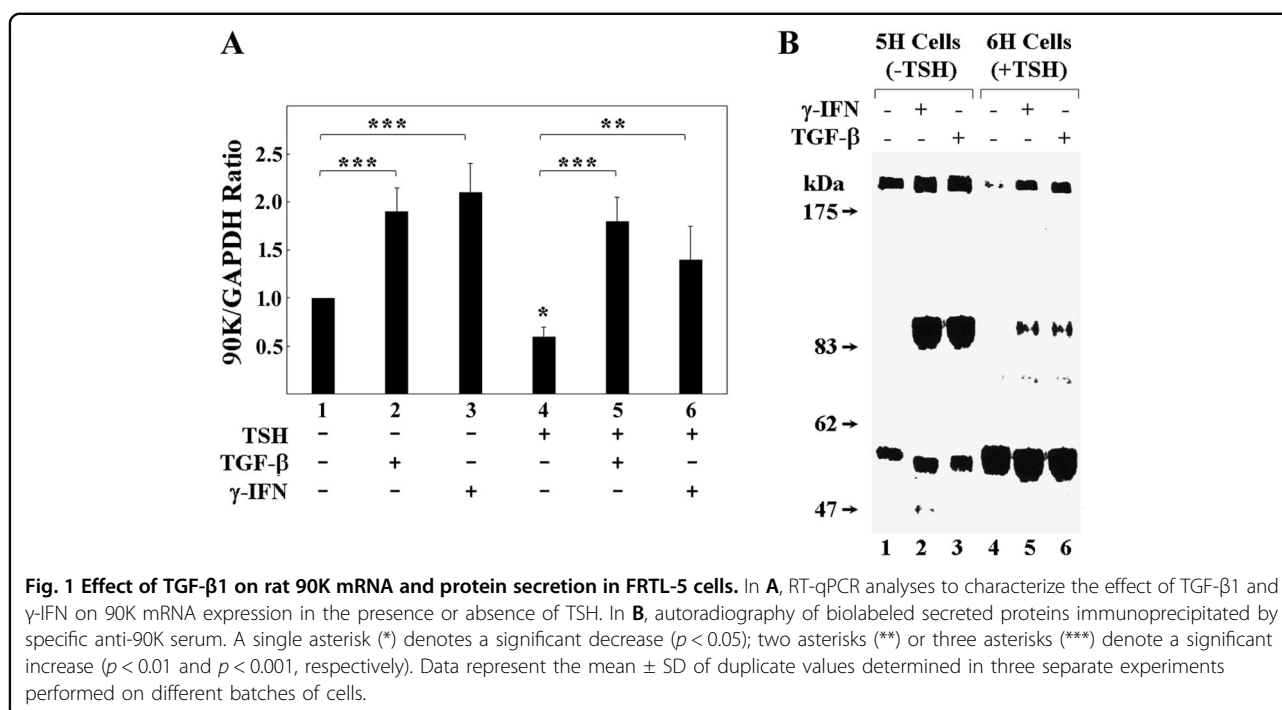 A
90K/GAPDH Ratio
2.5
2.0
1.5
1.0
0.5
***
***
**
***
*
1 2 3 4 5 6
TSH − − − + + +
TGF-β − + − − + −
γ-IFN − − + − − +
B
5H Cells 6H Cells
(-TSH) (+TSH)
γ-IFN - + - - + -
TGF-β - - + - - +
kDa
175→
83→
62→
47→
1 2 3 4 5 6
Fig. 1 Effect of TGF-β1 on rat 90K mRNA and protein secretion in FRTL-5 cells. In A, RT-qPCR analyses to characterize the effect of TGF-β1 and
γ-IFN on 90K mRNA expression in the presence or absence of TSH. In B, autoradiography of biolabeled secreted proteins immunoprecipitated by
specific anti-90K serum. A single asterisk (*) denotes a significant decrease (p < 0.05); two asterisks (**) or three asterisks (***) denote a significant
increase (p < 0.01 and p < 0.001, respectively). Data represent the mean ± SD of duplicate values determined in three separate experiments
performed on different batches of cells.